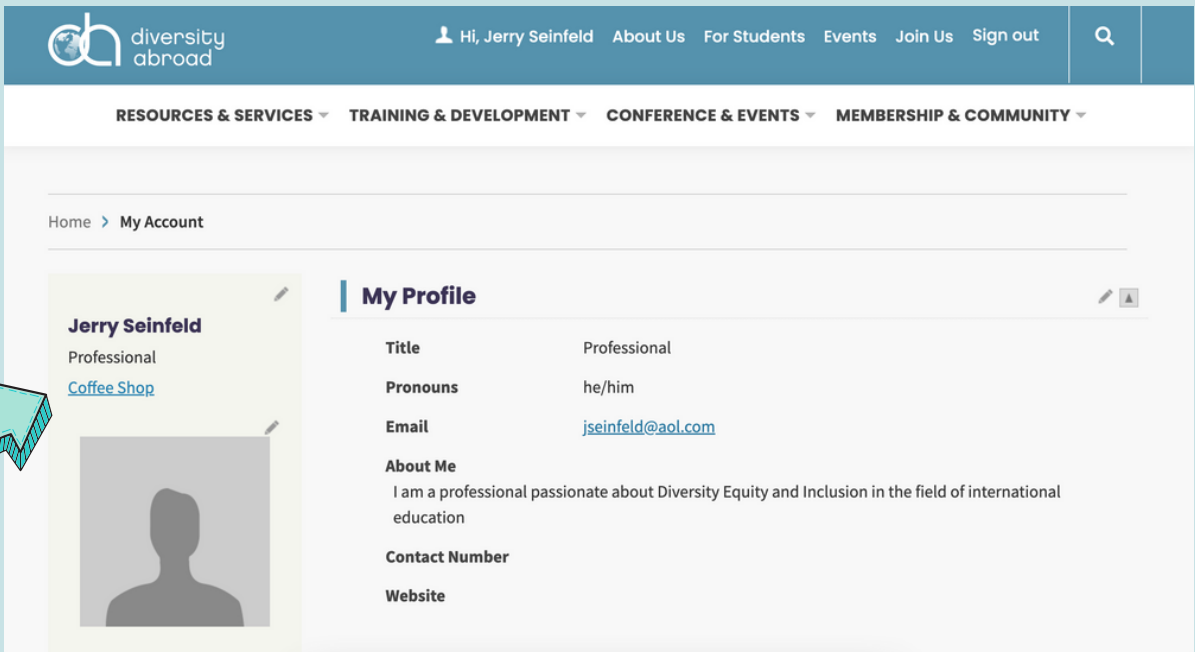 diversity
abroad
Hi, Jerry Seinfeld About Us For Students Events Join Us Sign out
RESOURCES & SERVICES TRAINING & DEVELOPMENT CONFERENCE & EVENTS MEMBERSHIP & COMMUNITY
Home > My Account
Jerry Seinfeld
Professional
Coffee Shop
My Profile
Title Professional
Pronouns he/him
Email jseinfeld@aol.com
About Me
I am a professional passionate about Diversity Equity and Inclusion in the field of international
education
Contact Number
Website